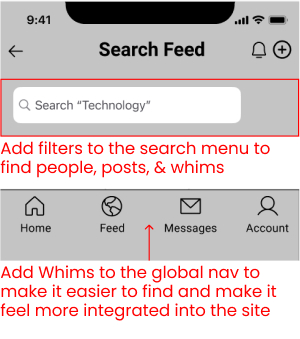 9:41
Search Feed
Search “Technology”
Add filters to the search menu to
find people, posts, & whims
Home Feed Messages Account
Add Whims to the global nav to
make it easier to find and make it
feel more integrated into the site